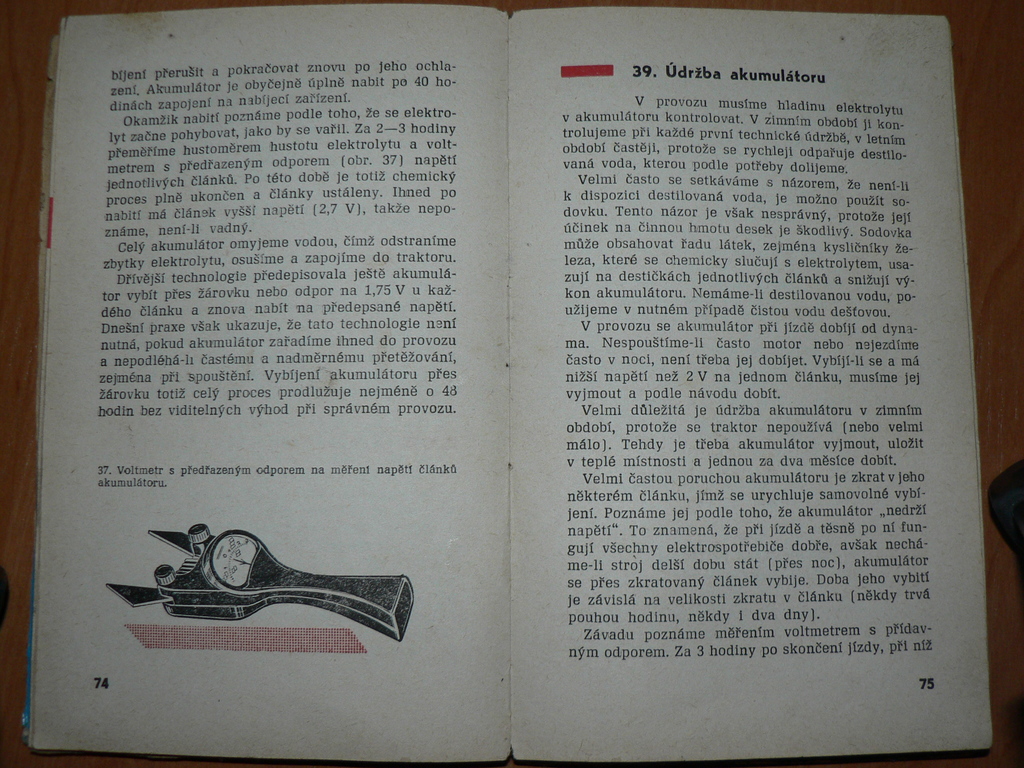 bíjení přerušit a pokračovat znovu po jeho ochla-
zení. Akumulátor je obyčejně úplně nabit po 40 ho-
dinách zapojení na nabíjecí zařízení.
Okamžik nabití poznáme podle toho, že se elektro-
lyt začne pohybovat, jako by se vařil. Za 2—3 hodiny
přeměříme hustoměrem hustotu elektrolytu a volt-
metrem s předřazeným odporem (obr. 37) napětí
jednotlivých článků. Po této době je totiž chemický
proces plně ukončen a články ustáleny. Ihned po
nabití má článek vyšší napětí (2,7 V), takže nepo-
známe, není-li vadný.
Celý akumulátor omyjeme vodou, čímž odstraníme
zbytky elektrolytu, osušíme a zapojíme do traktoru.
Dřívější technologie předepisovala ještě akumulá-
tor vybít přes žárovku nebo odpor na 1,75 V u kaž-
dého článku a znova nabít na předepsané napětí.
Dnešní praxe však ukazuje, že tato technologie není
nutná, pokud akumulátor zařadíme ihned do provozu
a nepodléhá-li častému a nadměrnému přetěžování,
zejména při spouštění. Vybíjení akumulátoru přes
žárovku totiž celý proces prodlužuje nejméně o 48
hodin bez viditelných výhod při správném provozu.
37. Voltmetr s předřazeným odporem na měření napětí článků
akumulátoru.
74
39. Údržba akumulátoru
V provozu musíme hladinu elektrolytu
v akumulátoru kontrolovat. V zimním období ji kon-
trolujeme při každé první technické údržbě, v letním
období častěji, protože se rychleji odpařuje destilo-
vaná voda, kterou podle potřeby dolijeme.
Velmi často se setkáváme s názorem, že není-li
k dispozici destilovaná voda, je možno použít so-
dovku. Tento názor je však nesprávný, protože její
účinek na činnou hmotu desek je škodlivý. Sodovka
může obsahovat řadu látek, zejména kysličníky že-
leza, které se chemicky slučují s elektrolytem, usa-
zují na destičkách jednotlivých článků a snižují vý-
kon akumulátoru. Nemáme-li destilovanou vodu, po-
užijeme v nutném případě čistou vodu dešťovou.
V provozu se akumulátor při jízdě dobíjí od dyna-
ma. Nespouštíme-li často motor nebo nejezdíme
často v noci, není třeba jej dobíjet. Vybíjí-li se a má
nižší napětí než 2 V na jednom článku, musíme jej
vyjmout a podle návodu dobít.
Velmi důležitá je údržba akumulátoru v zimním
období, protože se traktor nepoužívá (nebo velmi
málo). Tehdy je třeba akumulátor vyjmout, uložit
v teplé místnosti a jednou za dva měsíce dobít.
Velmi častou poruchou akumulátoru je zkrat v jeho
některém článku, jímž se urychluje samovolné vybí-
jení. Poznáme jej podle toho, že akumulátor „nedrží
napětí“. To znamená, že při jízdě a těsně po ní fun-
gují všechny elektrospotřebiče dobře, avšak nechá-
me-li stroj delší dobu stát (přes noc), akumulátor
se přes zkratovaný článek vybije. Doba jeho vybití
je závislá na velikosti zkratu v článku (někdy trvá
pouhou hodinu, někdy i dva dny).
Závadu poznáme měřením voltmetrem s přídav-
ným odporem. Za 3 hodiny po skončení jízdy, při níž
75